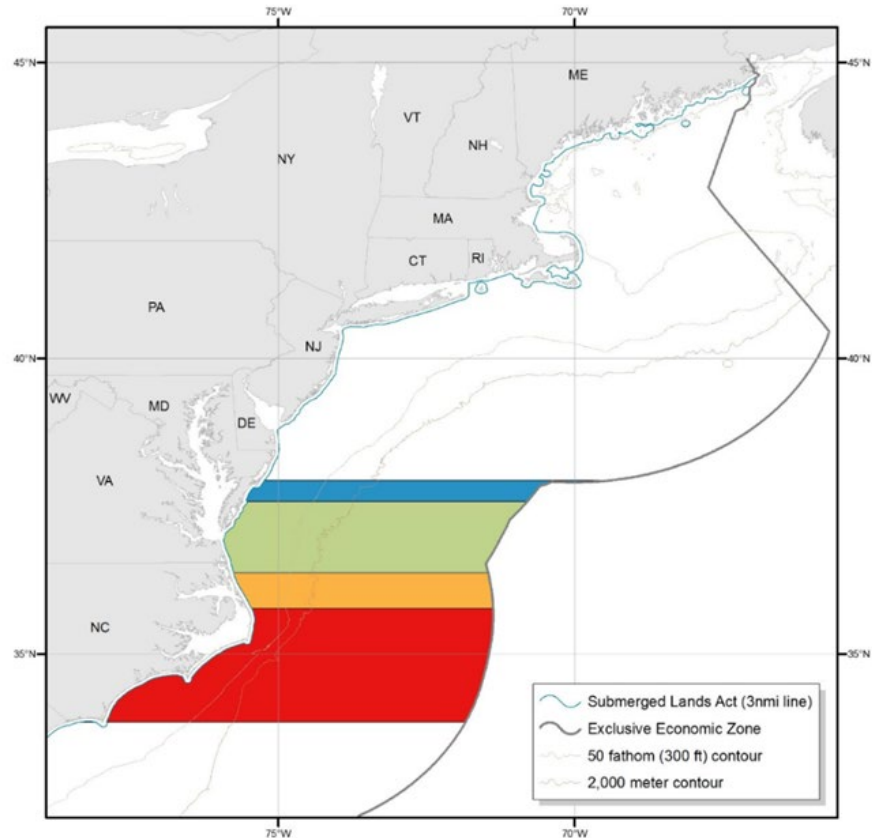 75°W 70°W
45°N 45°N
ME
VT
NH
NY
MA
CT RI
PA
40°N 40°N
NJ
WV
MD
DE
VA
NC
35°N 35°N
Submerged Lands Act (3nmi line)
Exclusive Economic Zone
50 fathom (300 ft) contour
2,000 meter contour
75°W 70°W